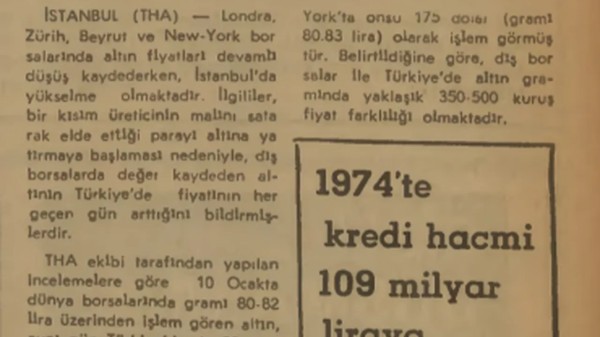 İSTANBUL (THA) — Londra,
Zürih, Beyrut ve New-York bor
salarında altın fiyatları devamlı
düşüş kaydederken, İstanbul'da
yükselme olmaktadır. İlgililer,
bir kısım üreticinin malını sata
rak elde ettiği parayı altına ya
tırmaya başlaması nedeniyle, dış
borsalarda değer kaydeden al-
tının Türkiye'de fiyatının her
geçen gün arttığını bildirmiş-
lerdir.
THA ekibi tarafından yapılan
incelemelere göre 10 Ocakta
dünya borsalarında gramı 80-82
lira üzerinden işlem gören altın,
York'ta onsu 175 dolar (gramı
80.83 lira) olarak işlem görmüş
tür. Belirtildiğine göre, dış bor
salar ile Türkiye'de altın gra-
mında yaklaşık 350-500 kuruş
fiyat farklılığı olmaktadır.
1974'te
kredi hacmi
109 milyar
liraya